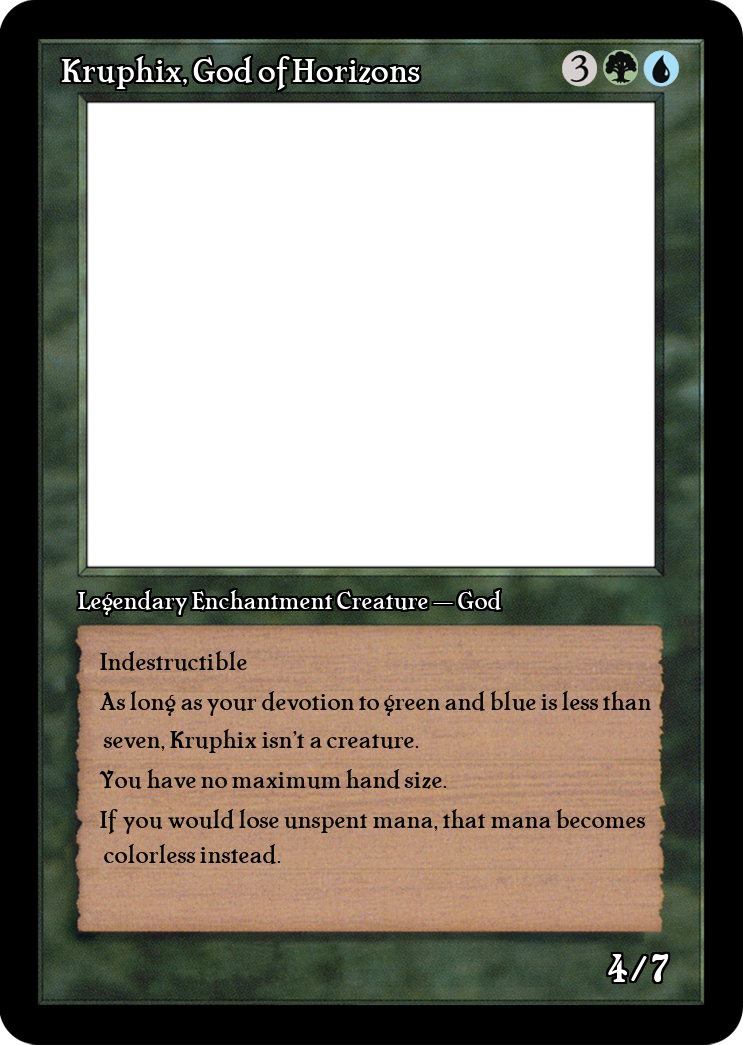 Kruphix, God of Horizons 3
Legendary Enchantment Creature — God
Indestructible
As long as your devotion to green and blue is less than
seven, Kruphix isn't a creature.
You have no maximum hand size.
If you would lose unspent mana, that mana becomes
colorless instead.
4/7